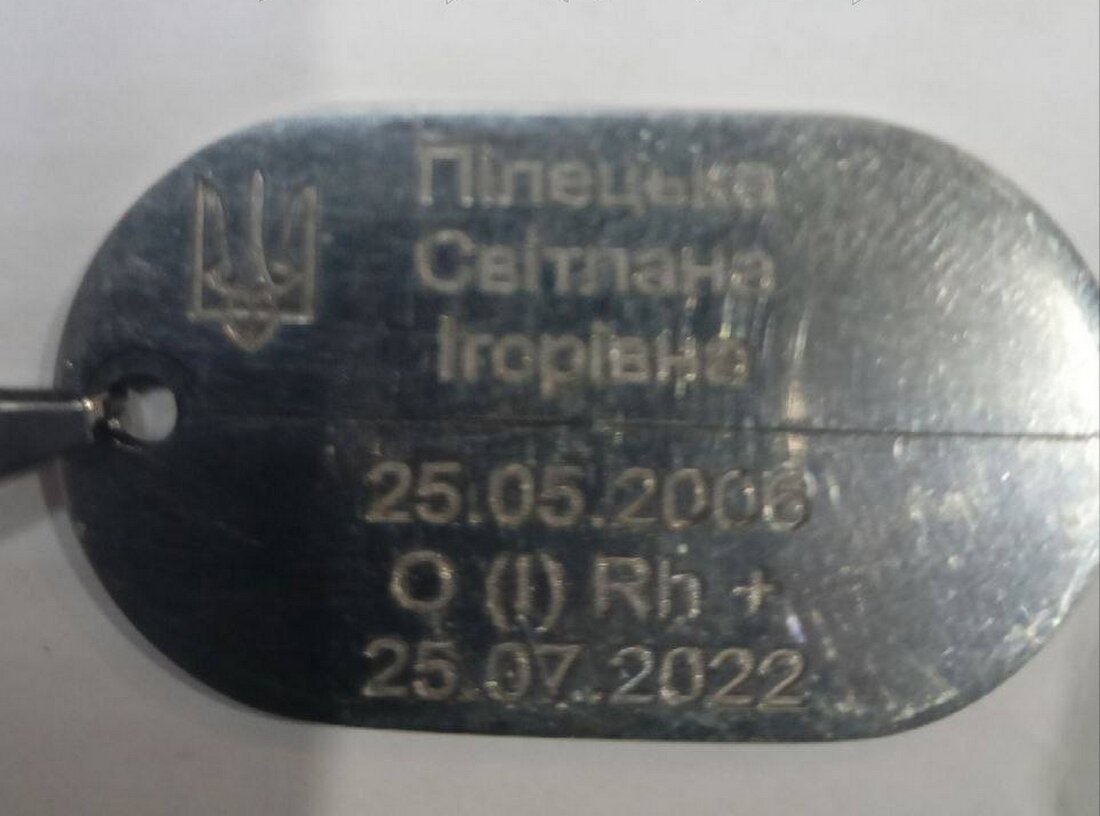 Пілецька
Світлана
Ігорівна
25.05.2006
O (I) Rh +
25.07.2022